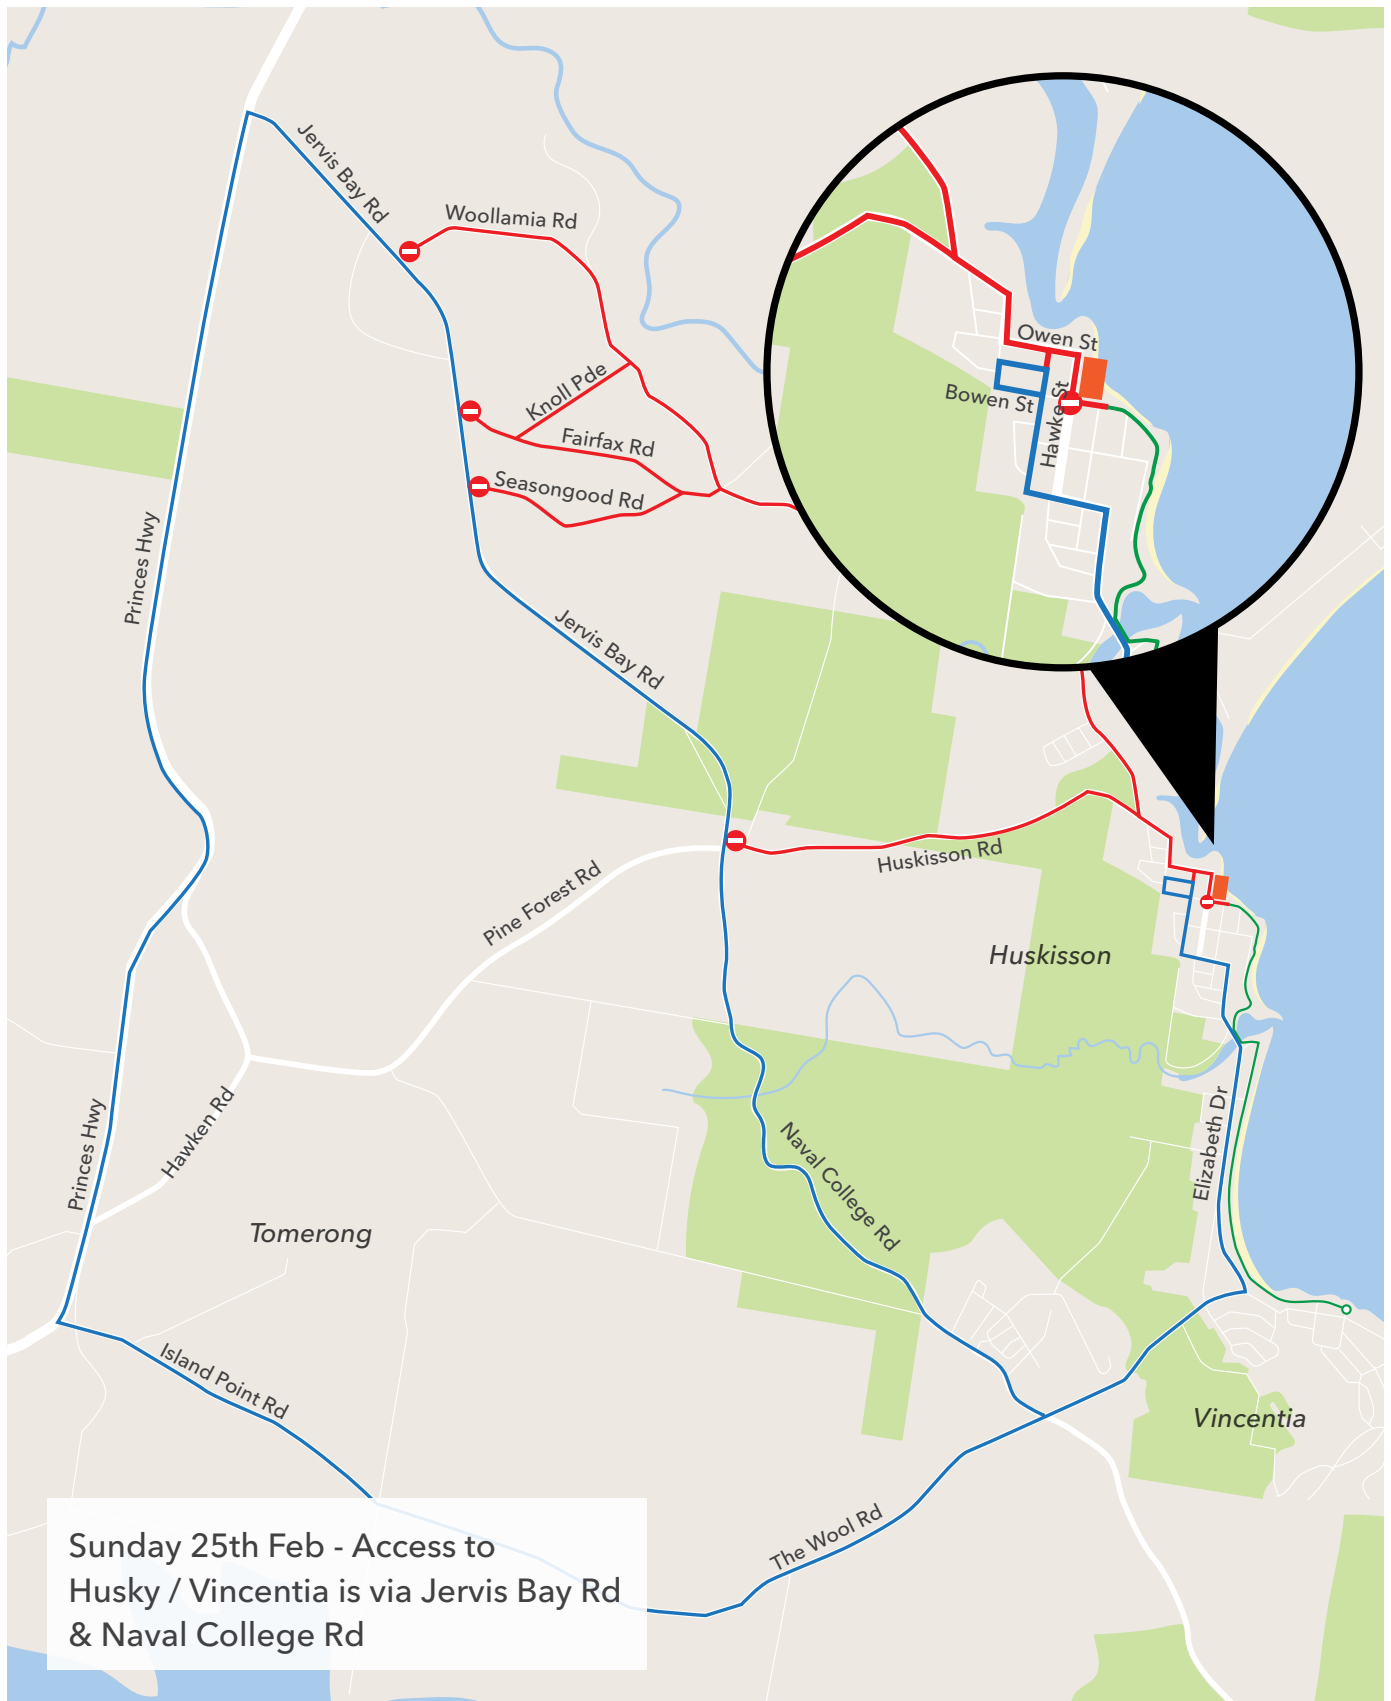 Jervis Bay Rd
Woollamia Rd
Owen St
Knoll Pde
Bowen St
Hawke St
Fairfax Rd
Seasongood Rd
Princes Hwy
Jervis Bay Rd
Huskisson Rd
Pine Forest Rd
Huskisson
Princes Hwy
Hawken Rd
Elizabeth Dr
Naval College Rd
Tomerong
Island Point Rd
Vincentia
The Wool Rd
Sunday 25th Feb - Access to
Husky / Vincentia is via Jervis Bay Rd
& Naval College Rd